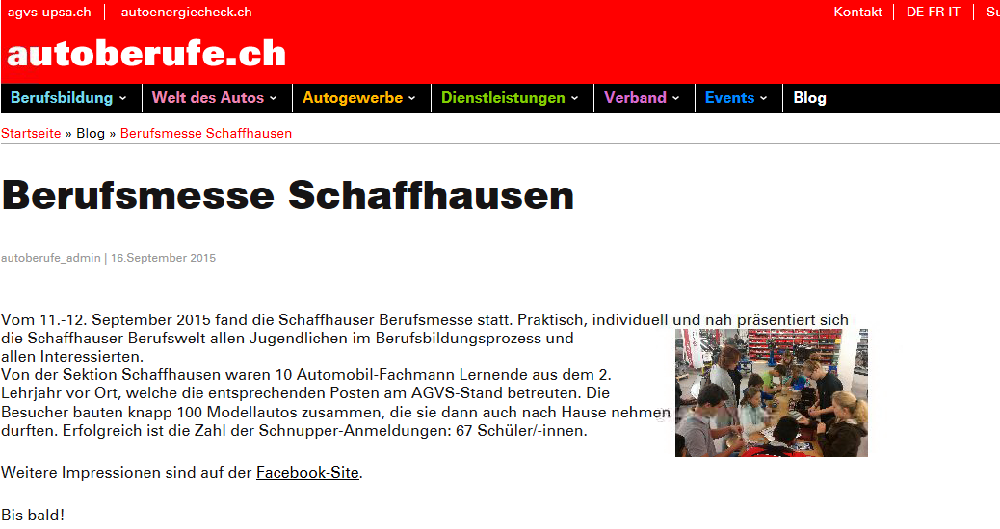 agvs-upsa.ch autoenergiecheck.ch Kontakt DE FR IT Su
autoberufe.ch
Berufsbildung Welt des Autos Autogewerbe Dienstleistungen Verband Events Blog
Startseite » Blog » Berufsmesse Schaffhausen
Berufsmesse Schaffhausen
autoberufe_admin | 16.September 2015
Vom 11.-12. September 2015 fand die Schaffhauser Berufsmesse statt. Praktisch, individuell und nah präsentiert sich
die Schaffhauser Berufswelt allen Jugendlichen im Berufsbildungsprozess und
allen Interessierten.
Von der Sektion Schaffhausen waren 10 Automobil-Fachmann Lernende aus dem 2.
Lehrjahr vor Ort, welche die entsprechenden Posten am AGVS-Stand betreuten. Die
Besucher bauten knapp 100 Modellautos zusammen, die sie dann auch nach Hause nehmen
durften. Erfolgreich ist die Zahl der Schnupper-Anmeldungen: 67 Schüler/-innen.
Weitere Impressionen sind auf der Facebook-Site.
Bis bald!